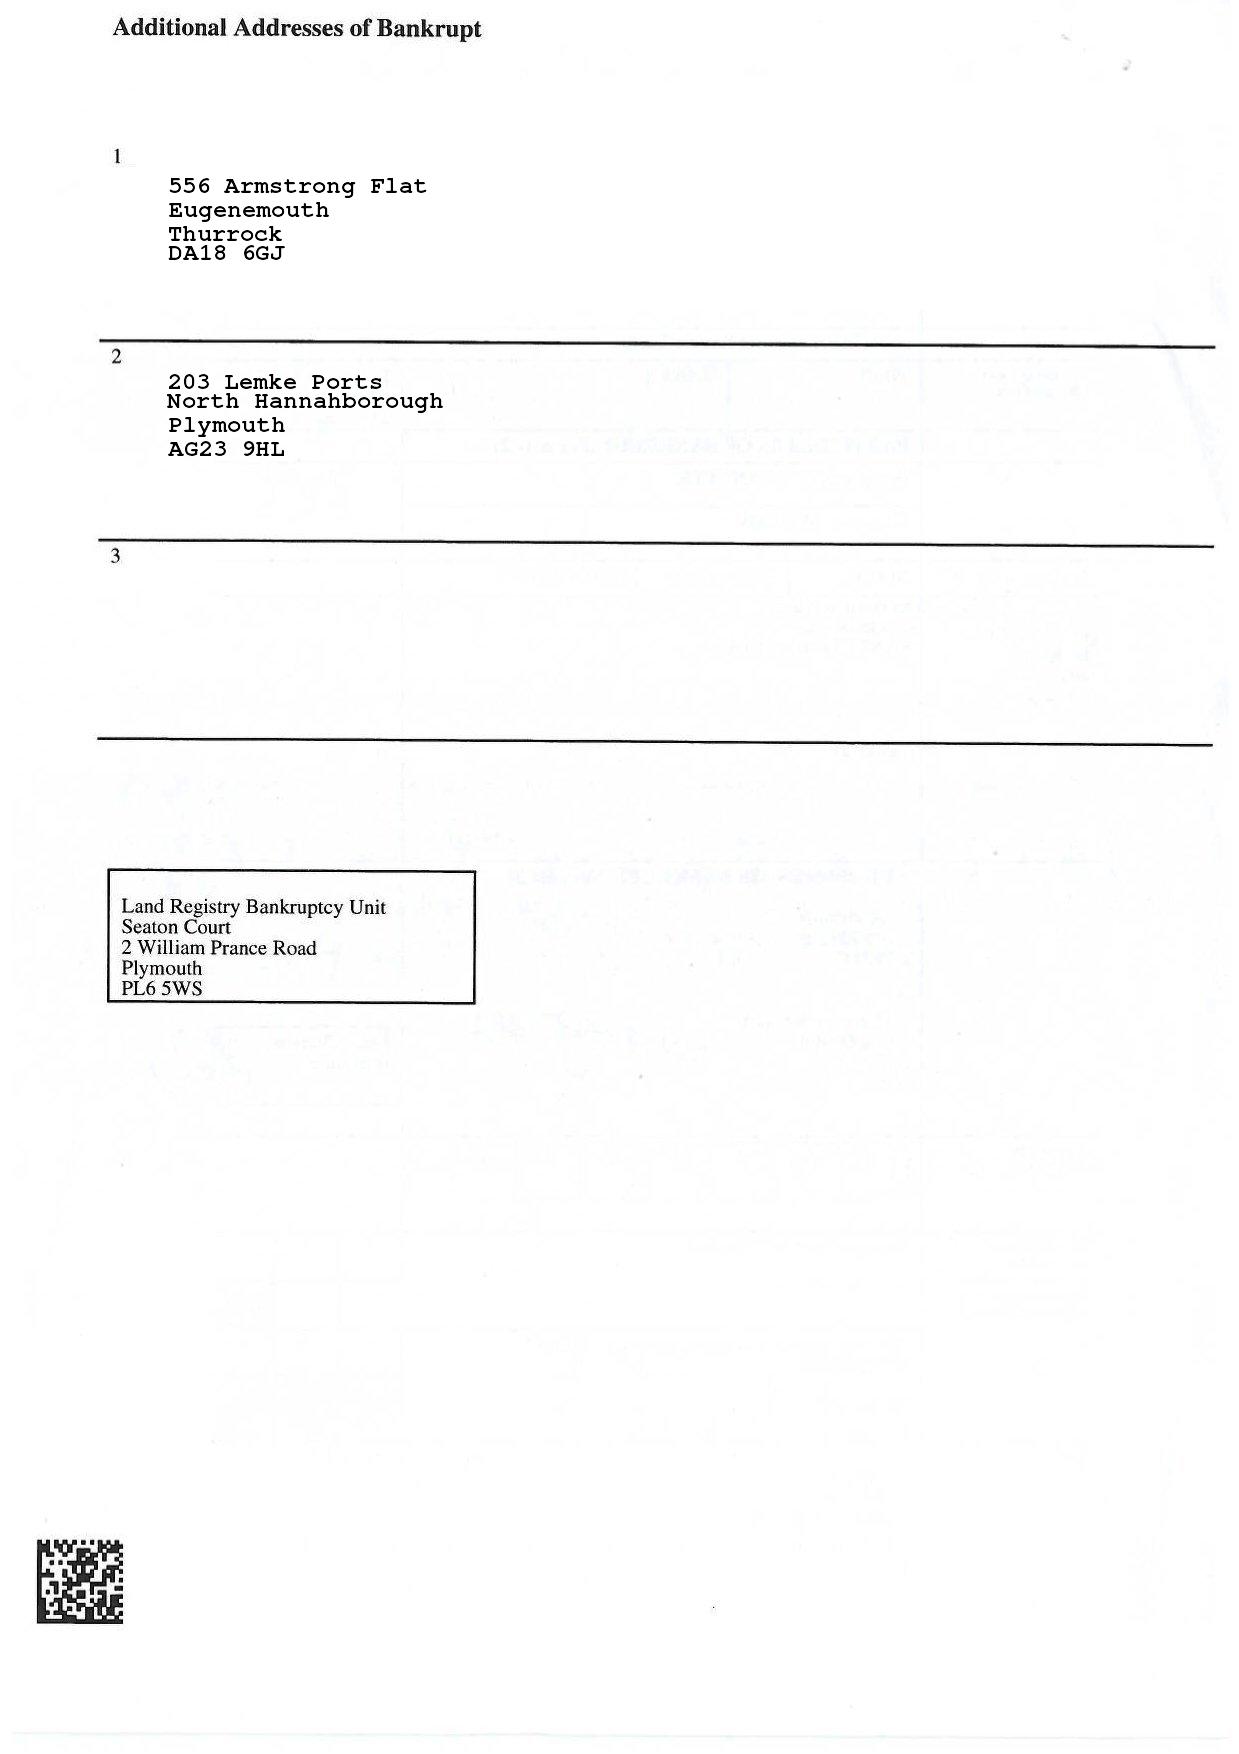 Additional Addresses of Bankrupt
1
556 Armstrong Flat
Eugenemouth
Thurrock
DA18 6GJ
2
203 Lemke Ports
North Hannahborough
Plymouth
AG23 9HL
3
Land Registry Bankruptcy Unit
Seaton Court
2 William Prance Road
Plymouth
PL6 5WS